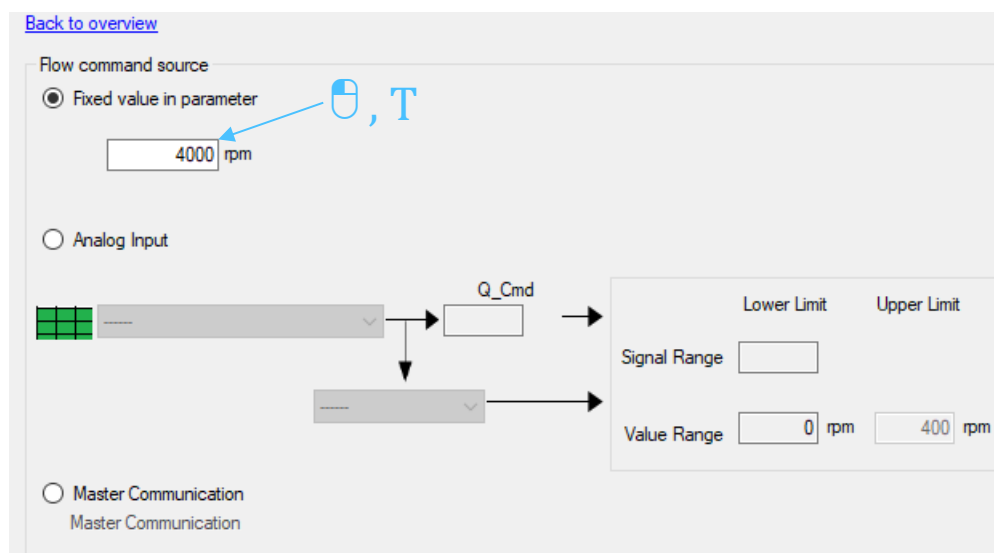 Back to overview
Flow command source
Fixed value in parameter
, T
4000 rpm
Analog Input
Q_Cmd
Lower Limit Upper Limit
------
Signal Range
------
Value Range 0 rpm 400 rpm
Master Communication
Master Communication